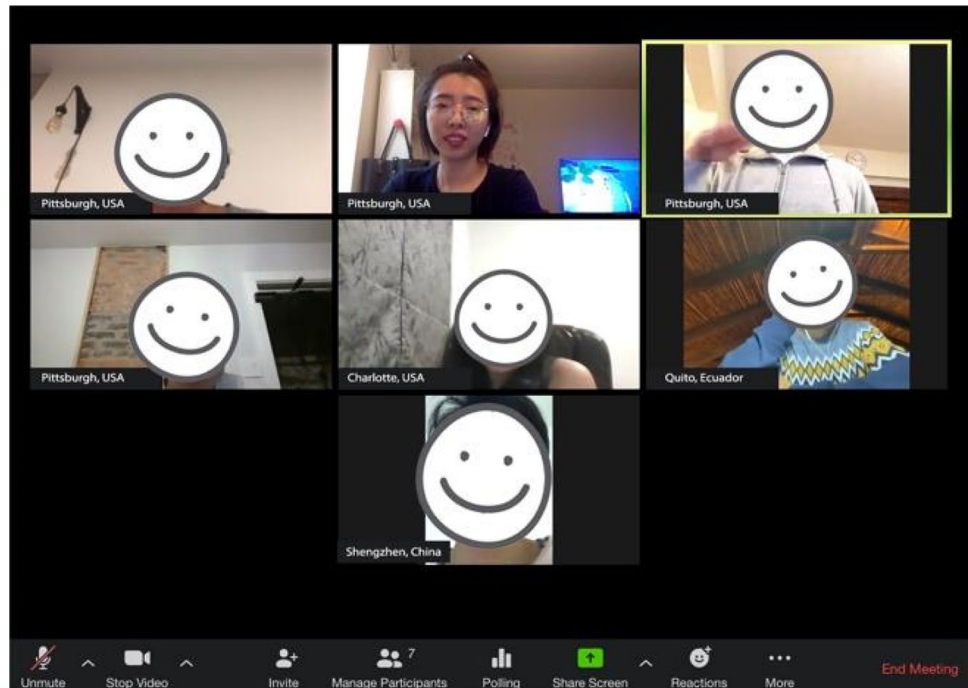 Pittsburgh, USA
Pittsburgh, USA
Pittsburgh, USA
Pittsburgh, USA
Charlotte, USA
Quito, Ecuador
Shengzhen, China
7
Unmute
Stop Video
Invite
Manage Participants
Polling
Share Screen
Reactions
More
End Meeting